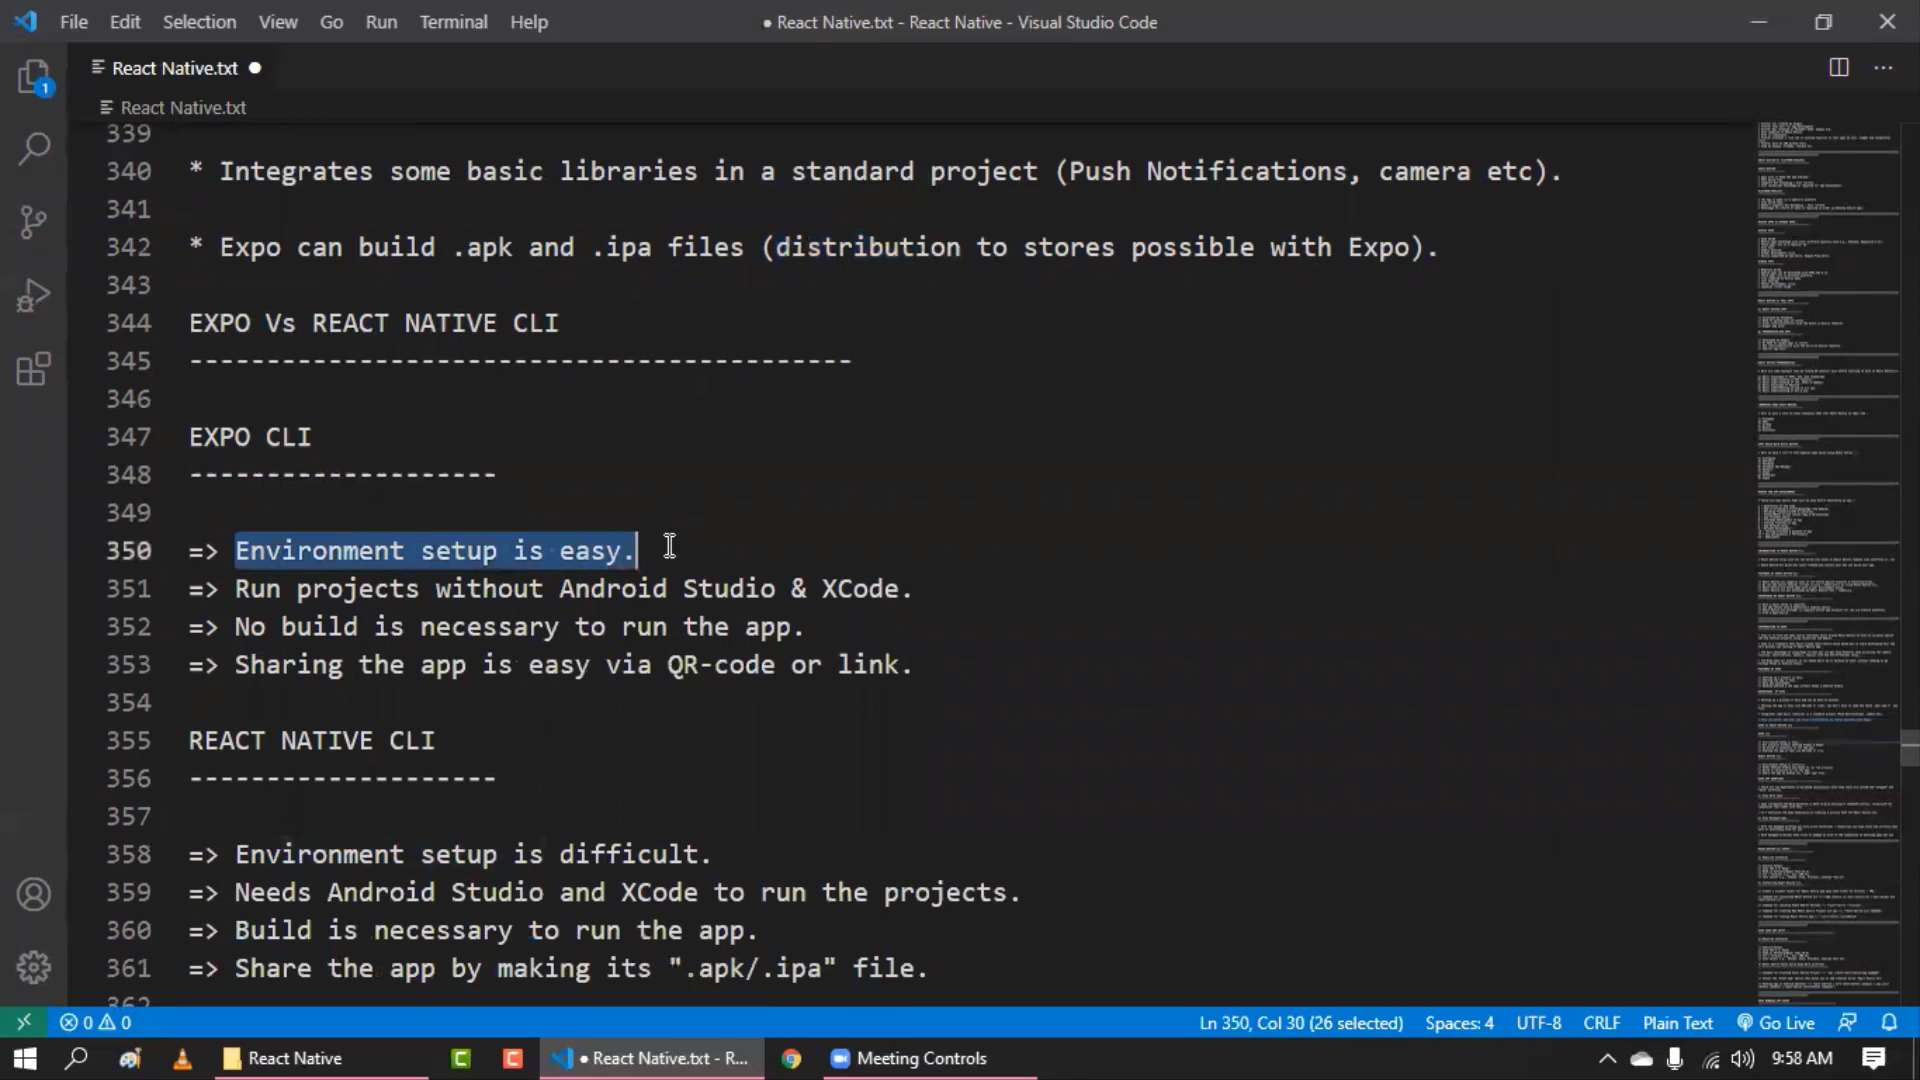 File Edit Selection View Go Run Terminal Help
● React Native.txt - React Native - Visual Studio Code
React Native.txt ●
React Native.txt
1
339
340 * Integrates some basic libraries in a standard project (Push Notifications, camera etc).
341
342 * Expo can build .apk and .ipa files (distribution to stores possible with Expo).
343
344 EXPO Vs REACT NATIVE CLI
345 -------------------------------------------
346
347 EXPO CLI
348 --------------------
349
350 => Environment setup is easy.
351 => Run projects without Android Studio & XCode.
352 => No build is necessary to run the app.
353 => Sharing the app is easy via QR-code or link.
354
355 REACT NATIVE CLI
356 --------------------
357
358 => Environment setup is difficult.
359 => Needs Android Studio and XCode to run the projects.
360 => Build is necessary to run the app.
361 => Share the app by making its ".apk/.ipa" file.
362
0 0 Ln 350, Col 30 (26 selected) Spaces: 4 UTF-8 CRLF Plain Text Go Live
React Native C C ● React Native.txt - R... Meeting Controls 9:58 AM